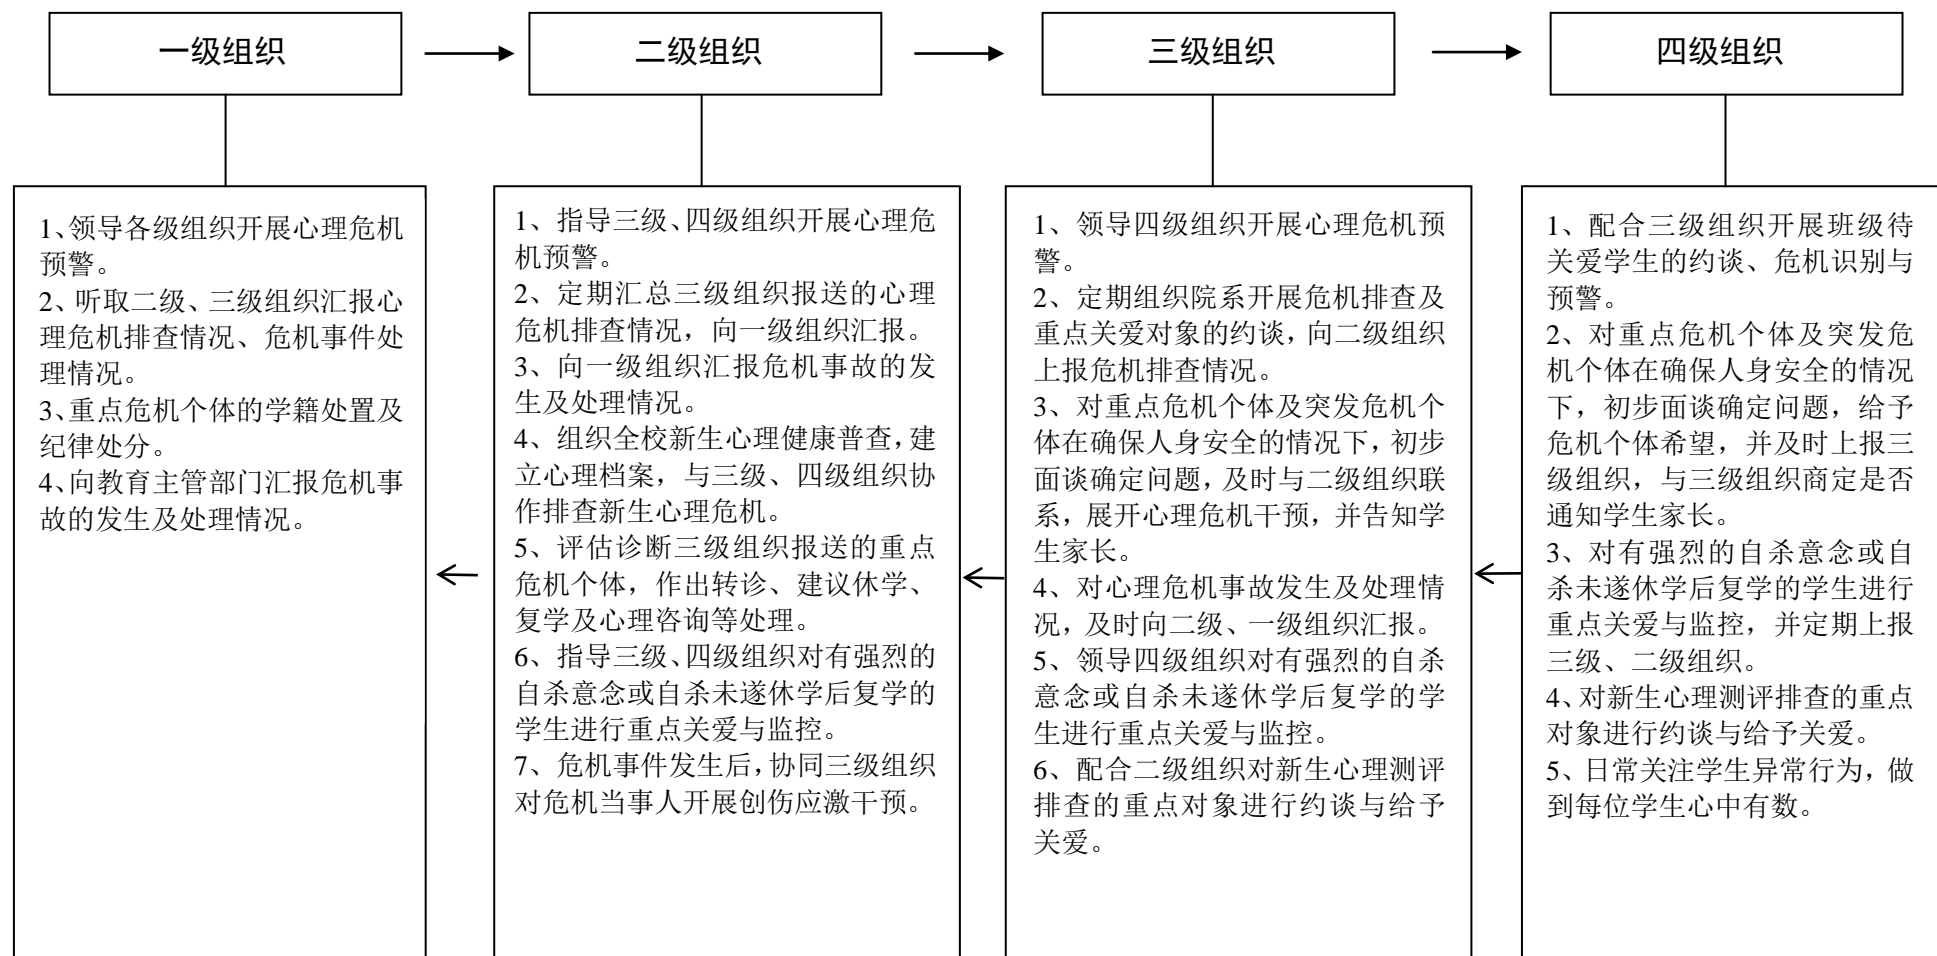 一级组织
二级组织
三级组织
四级组织
1、领导各级组织开展心理危机
预警。
2、听取二级、三级组织汇报心
理危机排查情况、危机事件处
理情况。
3、重点危机个体的学籍处置及
纪律处分。
4、向教育主管部门汇报危机事
故的发生及处理情况。
1、指导三级、四级组织开展心理危
机预警。
2、定期汇总三级组织报送的心理
危机排查情况，向一级组织汇报。
3、向一级组织汇报危机事故的发
生及处理情况。
4、组织全校新生心理健康普查，建
立心理档案，与三级、四级组织协
作排查新生心理危机。
5、评估诊断三级组织报送的重点
危机个体，作出转诊、建议休学、
复学及心理咨询等处理。
6、指导三级、四级组织对有强烈的
自杀意念或自杀未遂休学后复学的
学生进行重点关爱与监控。
7、危机事件发生后，协同三级组织
对危机当事人开展创伤应激干预。
1、领导四级组织开展心理危机预
警。
2、定期组织院系开展危机排查及
重点关爱对象的约谈，向二级组织
上报危机排查情况。
3、对重点危机个体及突发危机个
体在确保人身安全的情况下，初步
面谈确定问题，及时与二级组织联
系，展开心理危机干预，并告知学
生家长。
4、对心理危机事故发生及处理情
况，及时向二级、一级组织汇报。
5、领导四级组织对有强烈的自杀
意念或自杀未遂休学后复学的学
生进行重点关爱与监控。
6、配合二级组织对新生心理测评
排查的重点对象进行约谈与给予
关爱。
1、配合三级组织开展班级待
关爱学生的约谈、危机识别与
预警。
2、对重点危机个体及突发危
机个体在确保人身安全的情况
下，初步面谈确定问题，给予
危机个体希望，并及时上报三
级组织，与三级组织商定是否
通知学生家长。
3、对有强烈的自杀意念或自
杀未遂休学后复学的学生进行
重点关爱与监控，并定期上报
三级、二级组织。
4、对新生心理测评排查的重点
对象进行约谈与给予关爱。
5、日常关注学生异常行为，做
到每位学生心中有数。